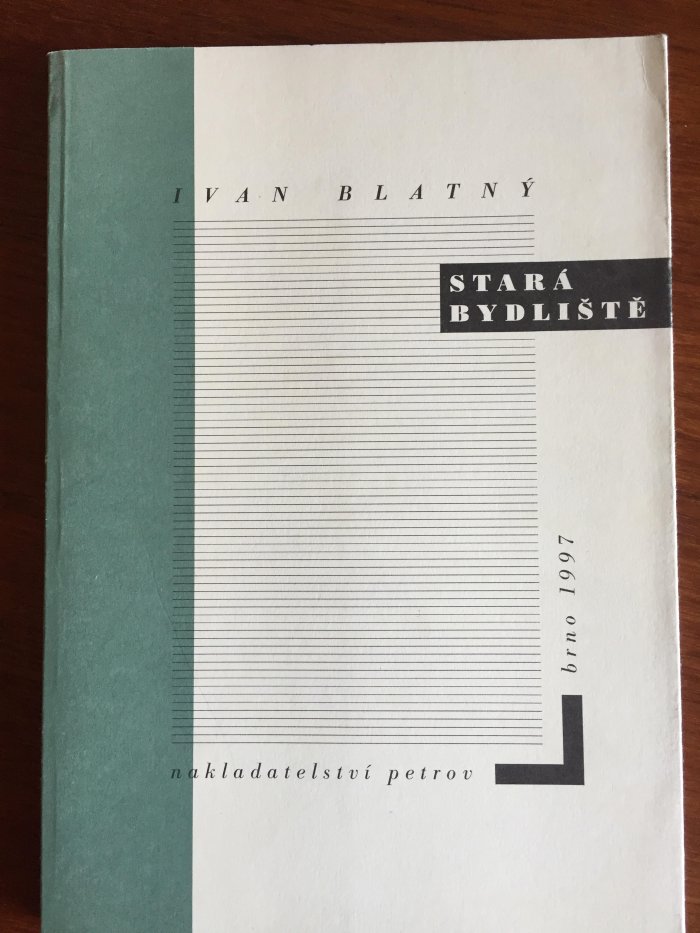 IVAN BLATNÝ
STARÁ
BYDLIŠTĚ
brno 1997
nakladatelství petrov